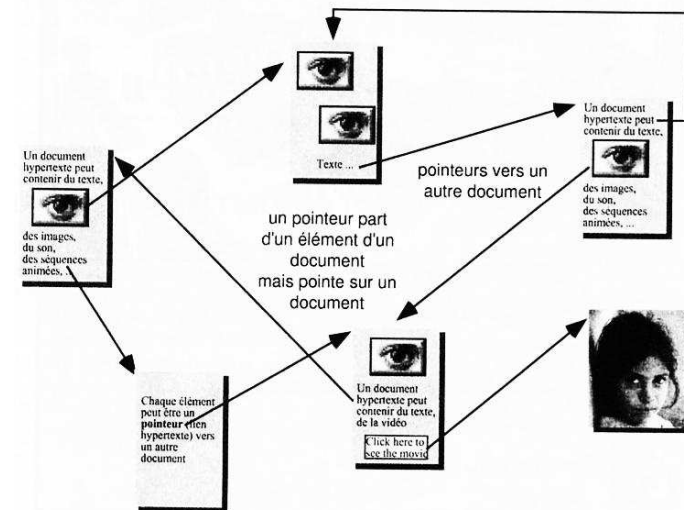 Texte ...
Un document
hypertexte peut
contenir du texte,
des images,
du son,
des séquences
animées, ...
pointeurs vers un
autre document
Un document
hypertexte peut
contenir du texte,
des images,
du son,
des séquences
animées, ...
un pointeur part
d'un élément d'un
document
mais pointe sur un
document
Chaque élément
peut être un
pointeur (lien
hypertexte) vers
un autre
document
Un document
hypertexte peut
contenir du texte,
de la vidéo
Click here to
see the movie